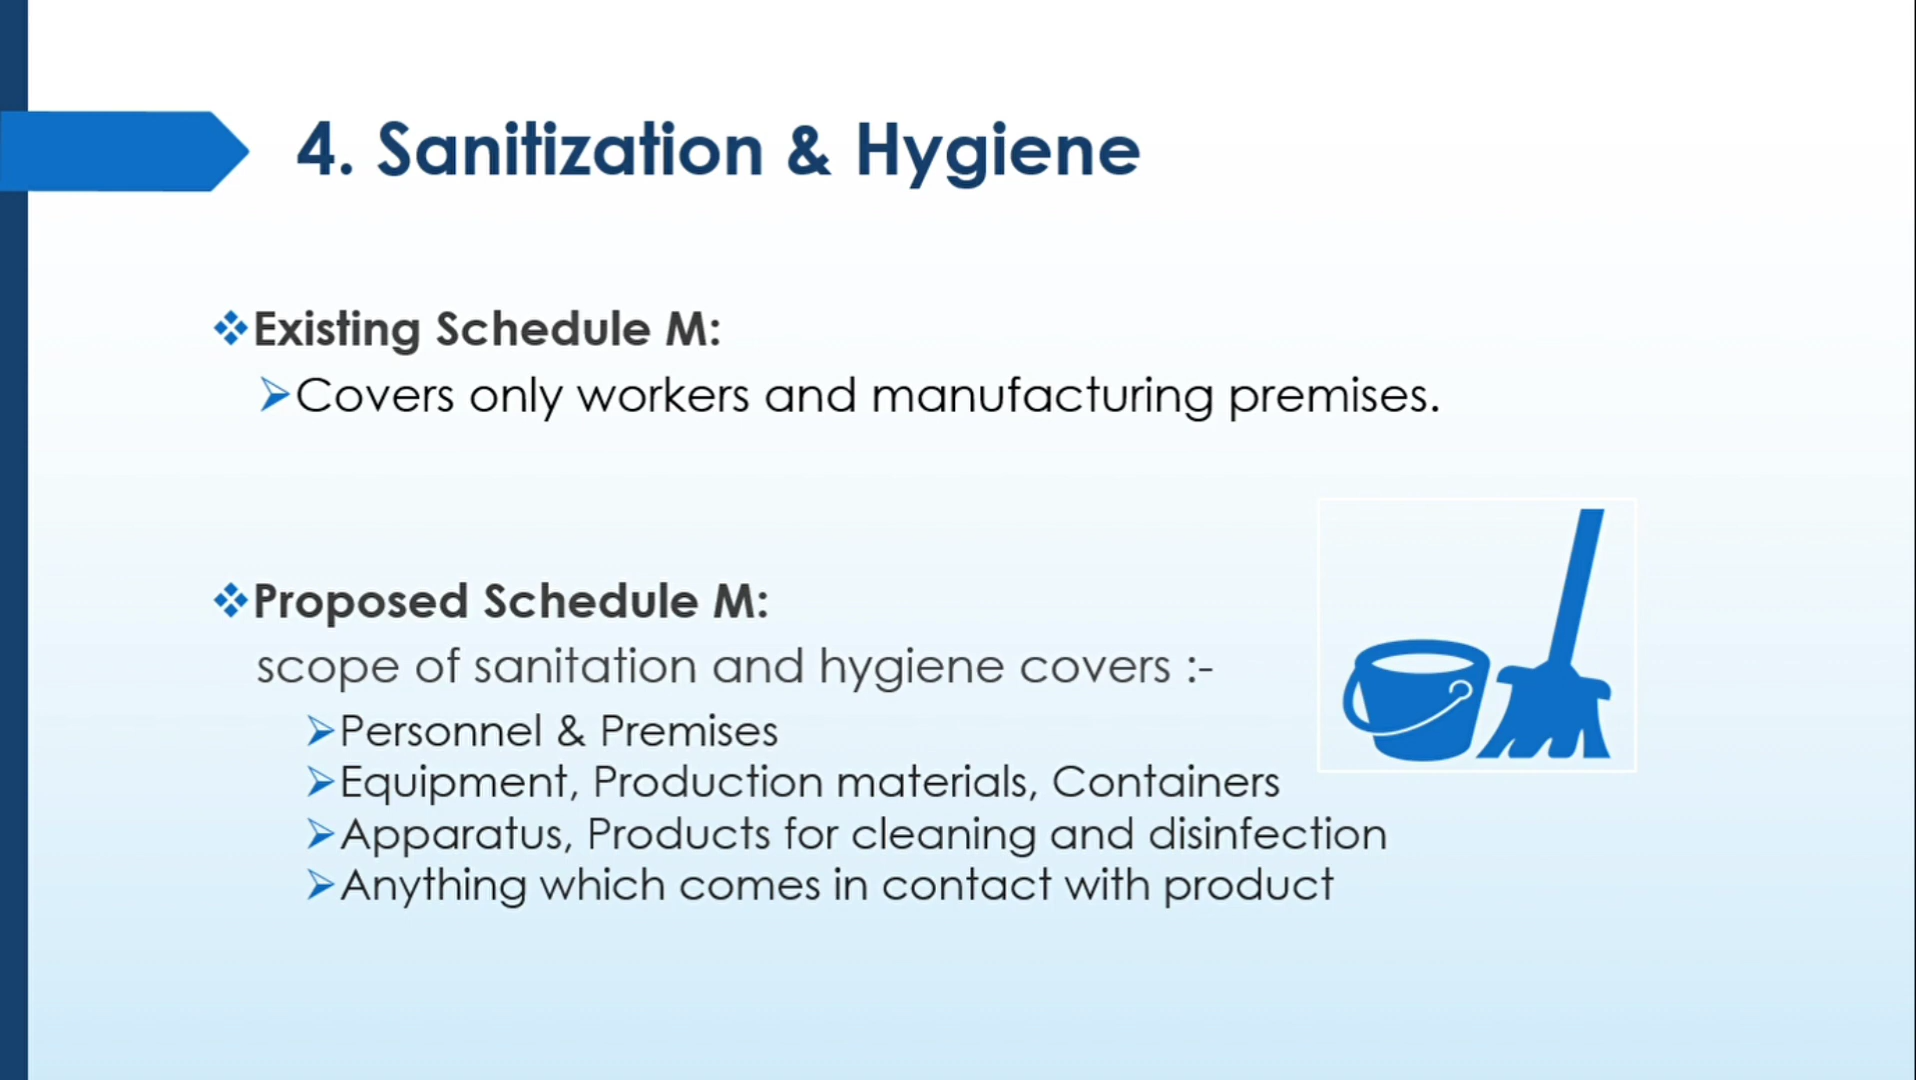 4. Sanitization & Hygiene
Existing Schedule M:
Covers only workers and manufacturing premises.
Proposed Schedule M:
scope of sanitation and hygiene covers :-
Personnel & Premises
Equipment, Production materials, Containers
Apparatus, Products for cleaning and disinfection
Anything which comes in contact with product